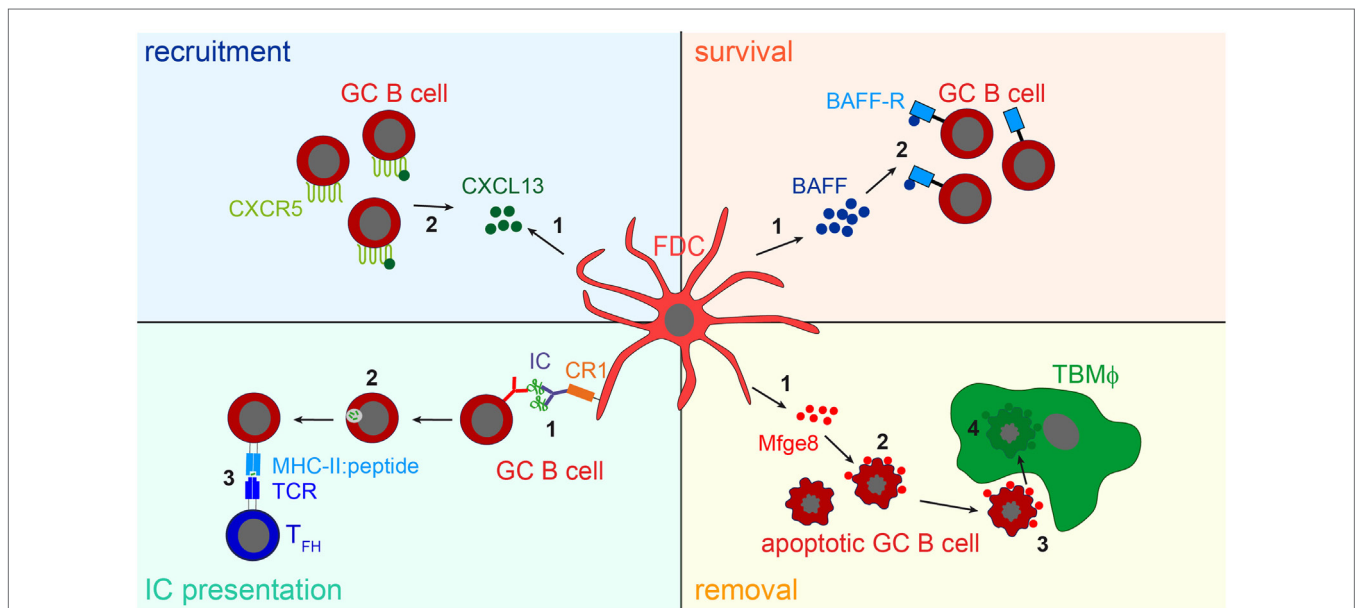 recruitment
GC B cell
CXCR5
CXCL13
2
1
survival
BAFF-R
GC B cell
2
BAFF
1
FDC
IC
CR1
2
1
GC B cell
MHC-II:peptide
3
TCR
TFH
IC presentation
1
TBMϕ
4
Mfge8
2
3
apoptotic GC B cell
removal